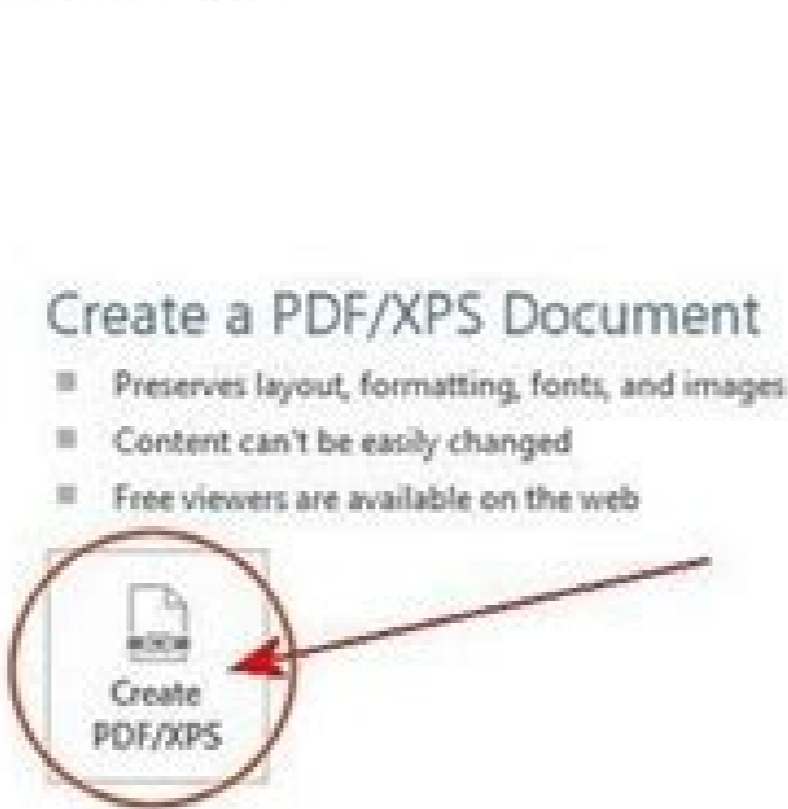 Create a PDF/XPS Document
Preserves layout, formatting, fonts, and images
Content can't be easily changed
Free viewers are available on the web
Create
PDF/XPS